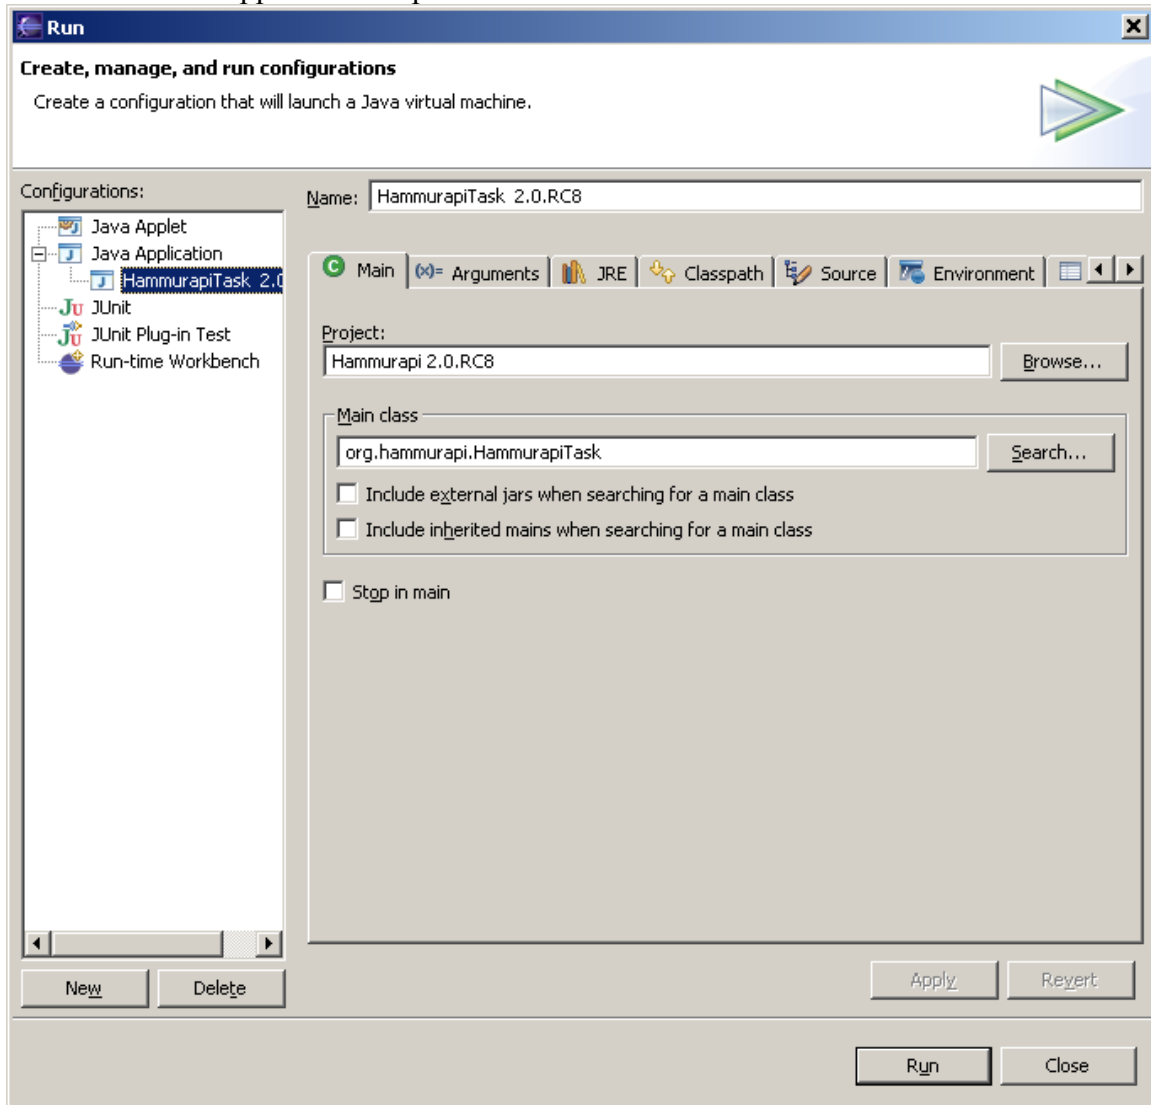 Run
Create, manage, and run configurations
Create a configuration that will launch a Java virtual machine.
Configurations:
Java Applet
Java Application
HammurapiTask 2.0
JUnit
JUnit Plug-in Test
Run-time Workbench
New
Delete
Name: HammurapiTask 2.0.RC8
Main Arguments JRE Classpath Source Environment
Project:
Hammurapi 2.0.RC8 Browse...
Main class
org.hammurapi.HammurapiTask Search...
Include external jars when searching for a main class
Include inherited mains when searching for a main class
Stop in main
Apply Revert
Run Close